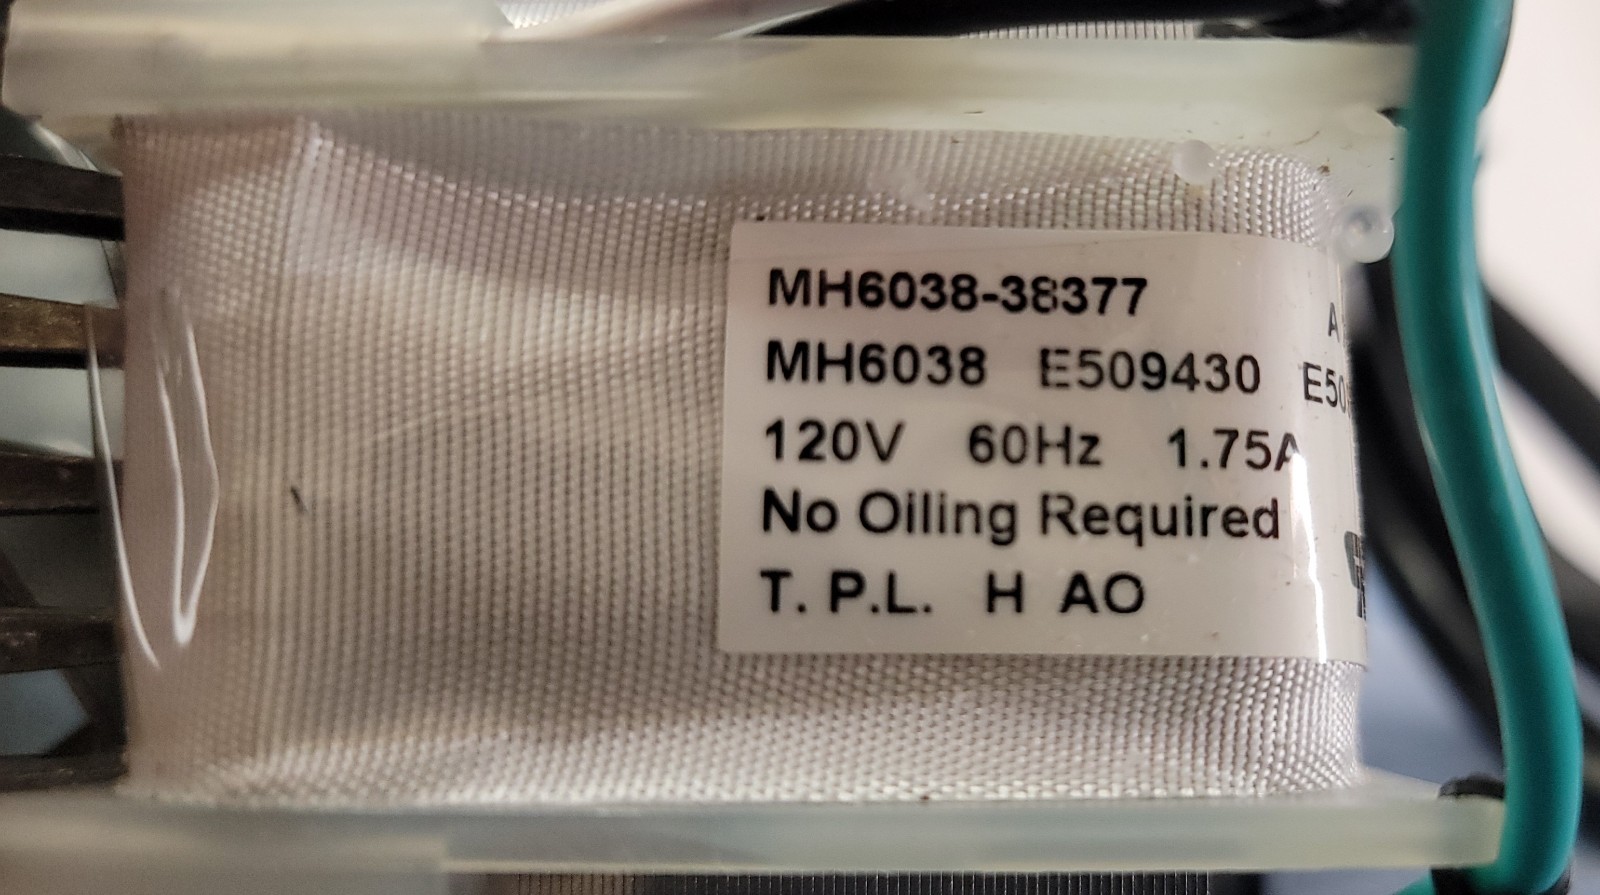 MH6038-38377
MH6038 E509430
120V 60Hz 1.75A
No Oiling Required
T. P.L. H AO